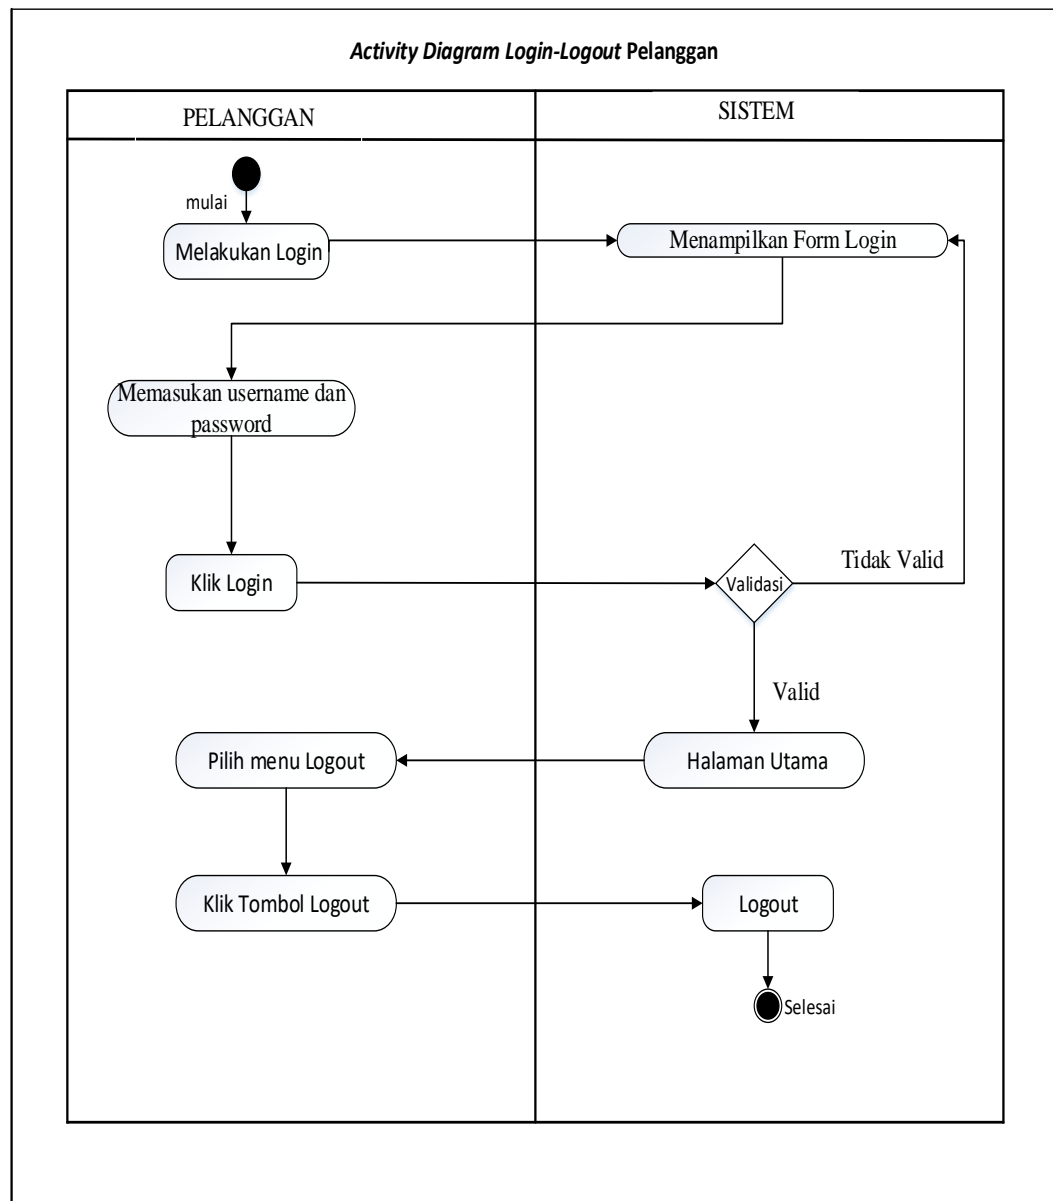 Activity Diagram Login-Logout Pelanggan
PELANGGAN
SISTEM
mulai
Melakukan Login
Menampilkan Form Login
Memasukan username dan
password
Klik Login
Validasi
Tidak Valid
Valid
Pilih menu Logout
Halaman Utama
Klik Tombol Logout
Logout
Selesai